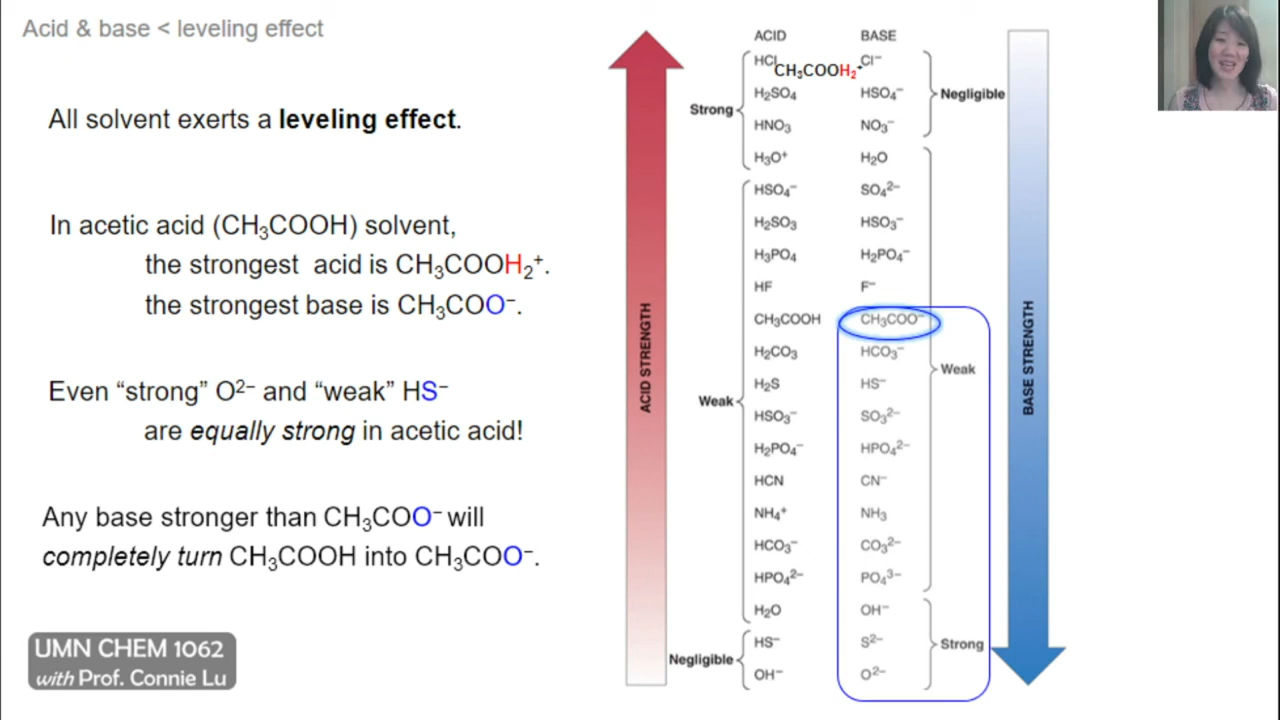 Acid & base < leveling effect
All solvent exerts a leveling effect.
In acetic acid (CH₃COOH) solvent,
the strongest acid is CH₃COOH₂⁺.
the strongest base is CH₃COO⁻.
Even “strong” O²⁻ and “weak” HS⁻
are equally strong in acetic acid!
Any base stronger than CH₃COO⁻ will
completely turn CH₃COOH into CH₃COO⁻.
UMN CHEM 1062
with Prof. Connie Lu
ACID STRENGTH
ACID BASE
HCl CH₃COOH₂⁺ Cl⁻
H₂SO₄ HSO₄⁻
HNO₃ NO₃⁻
H₃O⁺ H₂O
HSO₄⁻ SO₄²⁻
H₂SO₃ HSO₃⁻
H₃PO₄ H₂PO₄⁻
HF F⁻
CH₃COOH CH₃COO⁻
H₂CO₃ HCO₃⁻
H₂S HS⁻
HSO₃⁻ SO₃²⁻
H₂PO₄⁻ HPO₄²⁻
HCN CN⁻
NH₄⁺ NH₃
HCO₃⁻ CO₃²⁻
HPO₄²⁻ PO₄³⁻
H₂O OH⁻
HS⁻ S²⁻
OH⁻ O²⁻
Strong
Weak
Negligible
Negligible
Weak
Strong
BASE STRENGTH